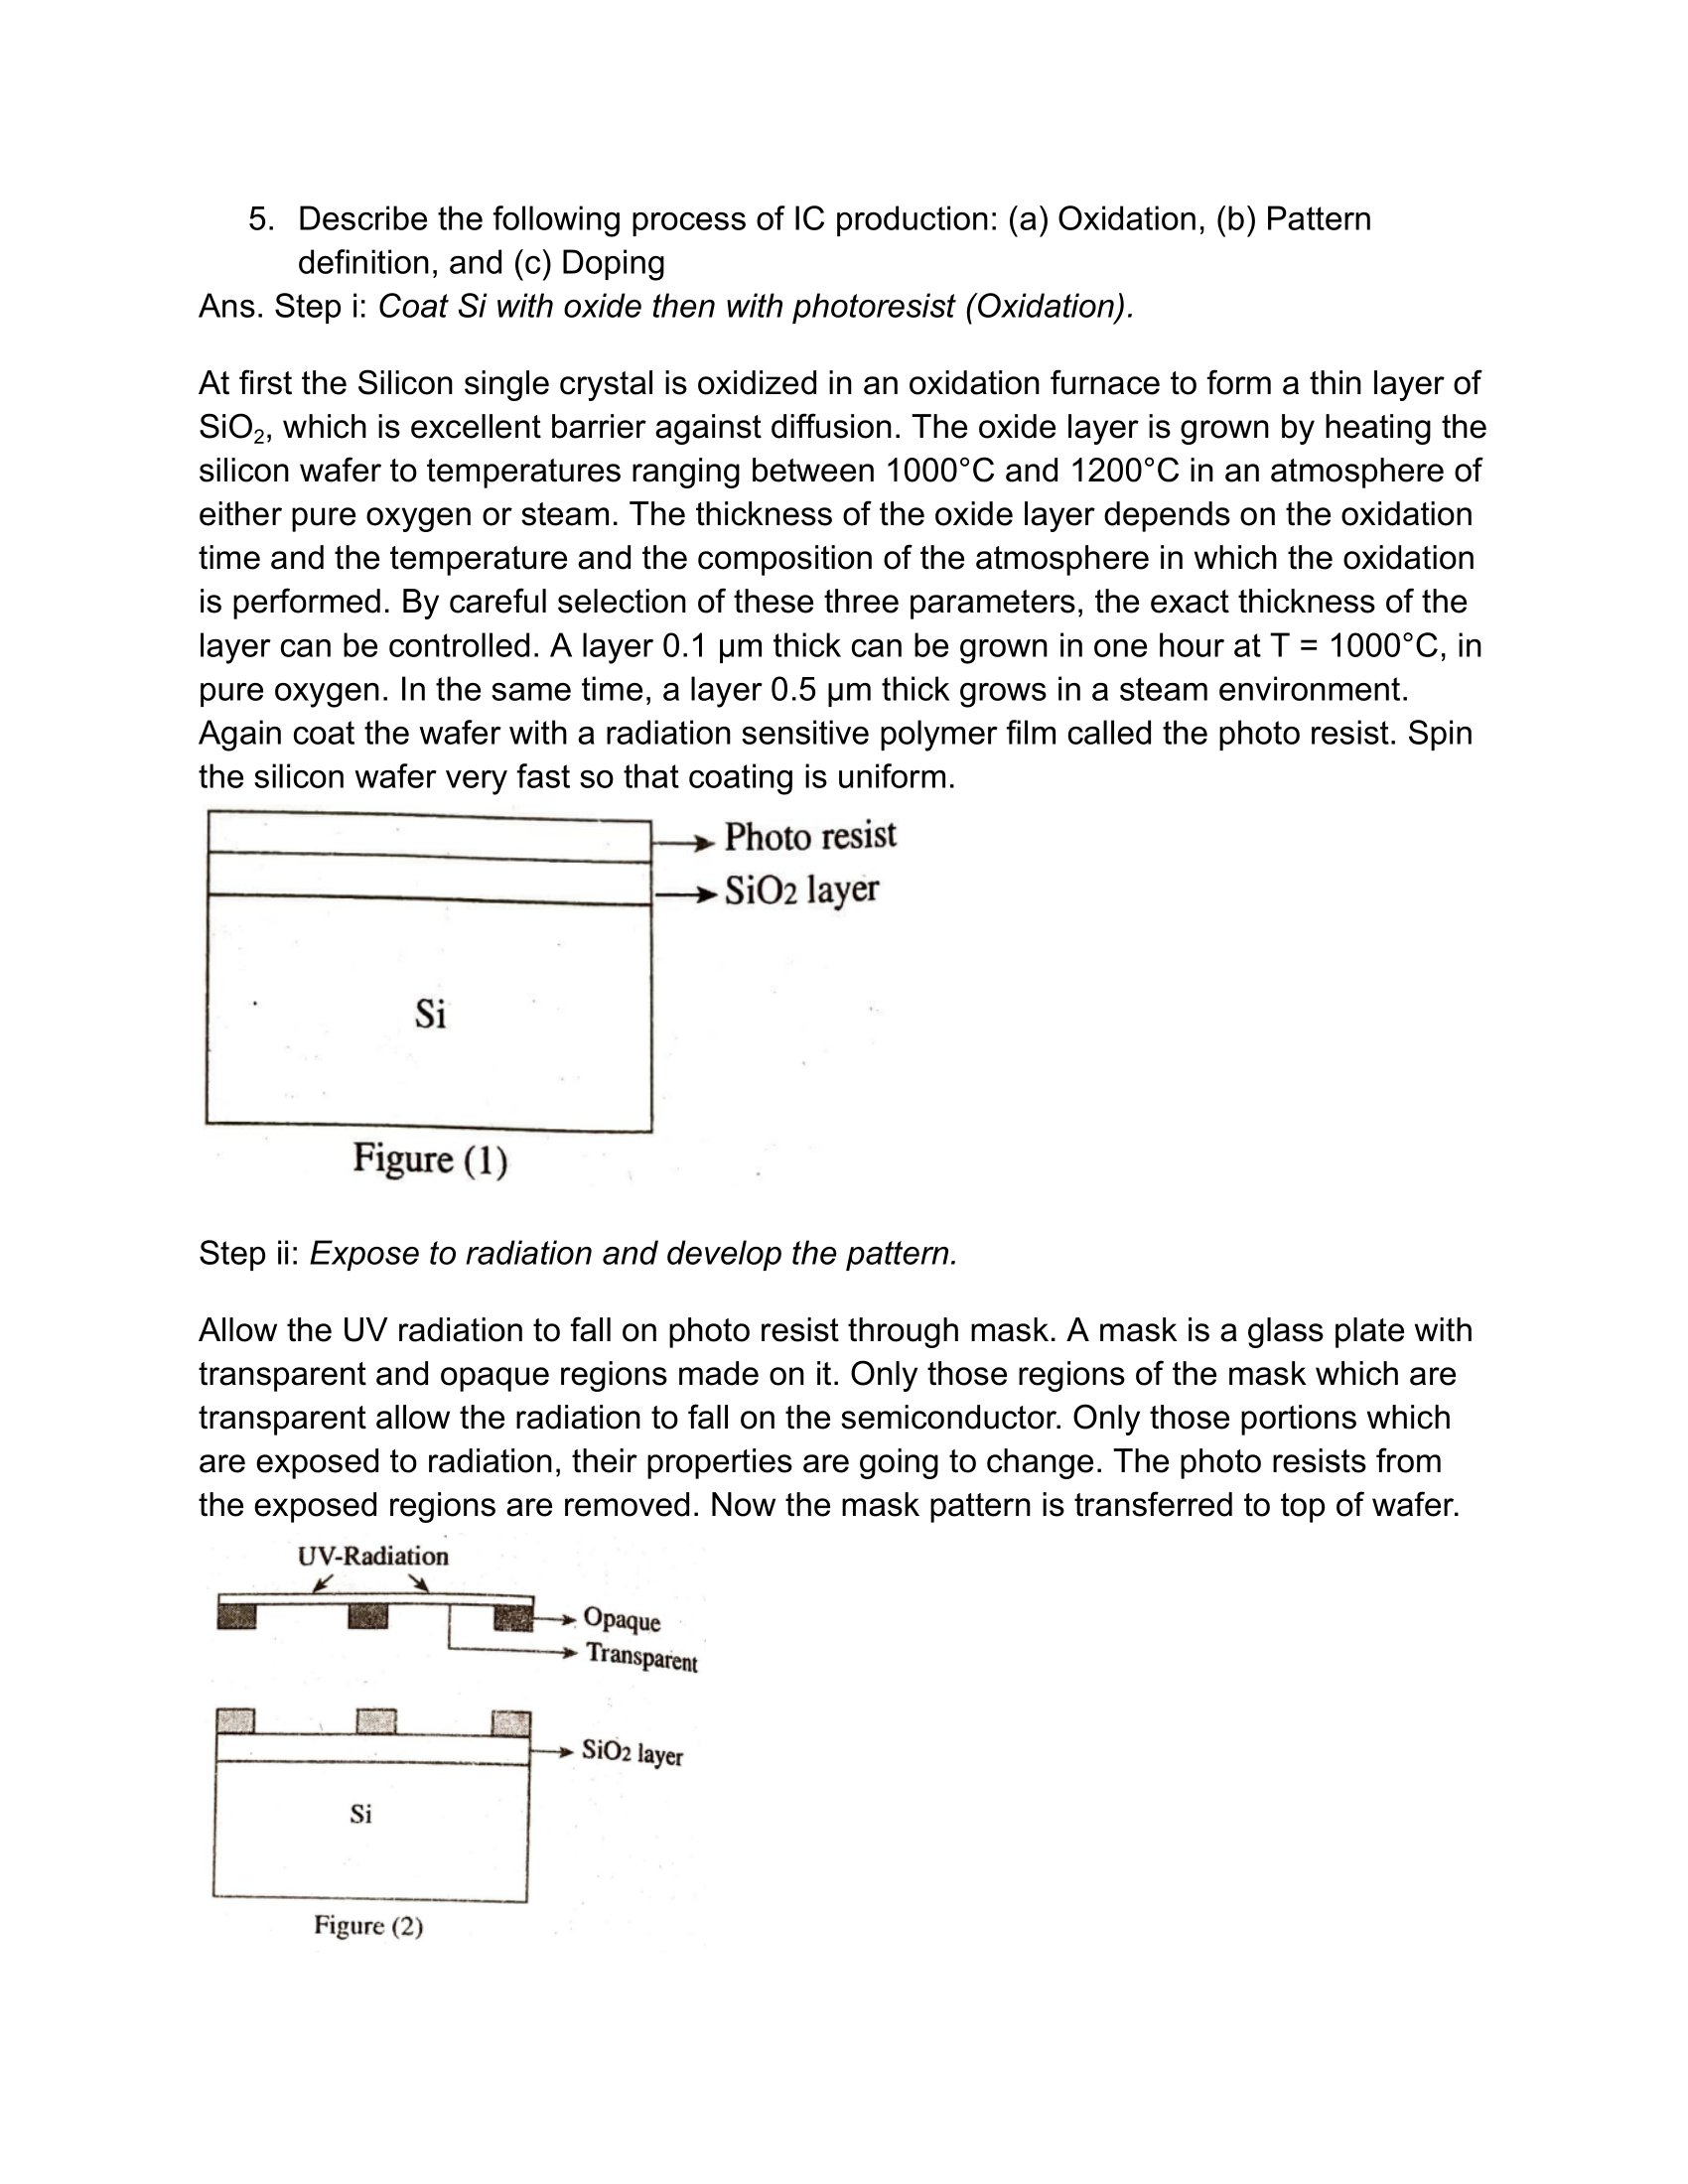 5. Describe the following process of IC production: (a) Oxidation, (b) Pattern
definition, and (c) Doping
Ans. Step i: Coat Si with oxide then with photoresist (Oxidation).
At first the Silicon single crystal is oxidized in an oxidation furnace to form a thin layer of
SiO₂, which is excellent barrier against diffusion. The oxide layer is grown by heating the
silicon wafer to temperatures ranging between 1000°C and 1200°C in an atmosphere of
either pure oxygen or steam. The thickness of the oxide layer depends on the oxidation
time and the temperature and the composition of the atmosphere in which the oxidation
is performed. By careful selection of these three parameters, the exact thickness of the
layer can be controlled. A layer 0.1 μm thick can be grown in one hour at T = 1000°C, in
pure oxygen. In the same time, a layer 0.5 μm thick grows in a steam environment.
Again coat the wafer with a radiation sensitive polymer film called the photo resist. Spin
the silicon wafer very fast so that coating is uniform.
Photo resist
SiO2 layer
Si
Figure (1)
Step ii: Expose to radiation and develop the pattern.
Allow the UV radiation to fall on photo resist through mask. A mask is a glass plate with
transparent and opaque regions made on it. Only those regions of the mask which are
transparent allow the radiation to fall on the semiconductor. Only those portions which
are exposed to radiation, their properties are going to change. The photo resists from
the exposed regions are removed. Now the mask pattern is transferred to top of wafer.
UV-Radiation
Opaque
Transparent
SiO2 layer
Si
Figure (2)